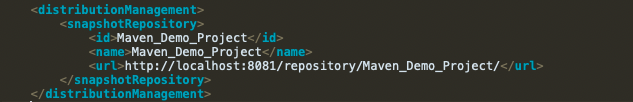 <distributionManagement>
<snapshotRepository>
<id>Maven_Demo_Project</id>
<name>Maven_Demo_Project</name>
<url>http://localhost:8081/repository/Maven_Demo_Project/</url>
</snapshotRepository>
</distributionManagement>